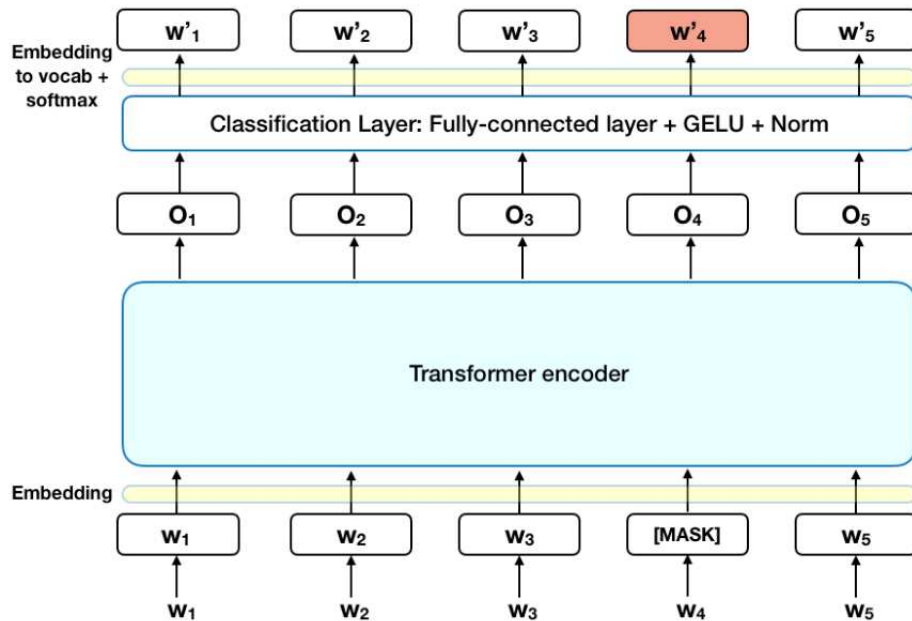 w'₁ w'₂ w'₃ w'₄ w'₅
Embedding
to vocab +
softmax
Classification Layer: Fully-connected layer + GELU + Norm
O₁ O₂ O₃ O₄ O₅
Transformer encoder
Embedding
W₁ W₂ W₃ [MASK] W₅
W₁ W₂ W₃ W₄ W₅